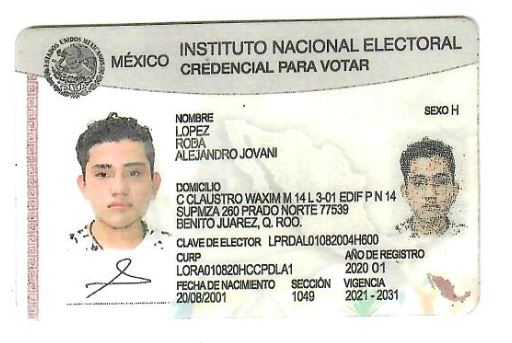 ESTADOS UNIDOS MEXICANOS
MÉXICO
INSTITUTO NACIONAL ELECTORAL
CREDENCIAL PARA VOTAR
NOMBRE
SEXO H
LOPEZ
RODA
ALEJANDRO JOVANI
DOMICILIO
C CLAUSTRO WAXIM M 14 L 3-01 EDIF P N 14
SUPMZA 260 PRADO NORTE 77539
BENITO JUAREZ, Q. ROO.
CLAVE DE ELECTOR LPRDAL01082004H600
CURP
AÑO DE REGISTRO
LORA010820HCCPDLA1
2020 01
FECHA DE NACIMIENTO SECCIÓN VIGENCIA
20/08/2001 1049 2021 - 2031